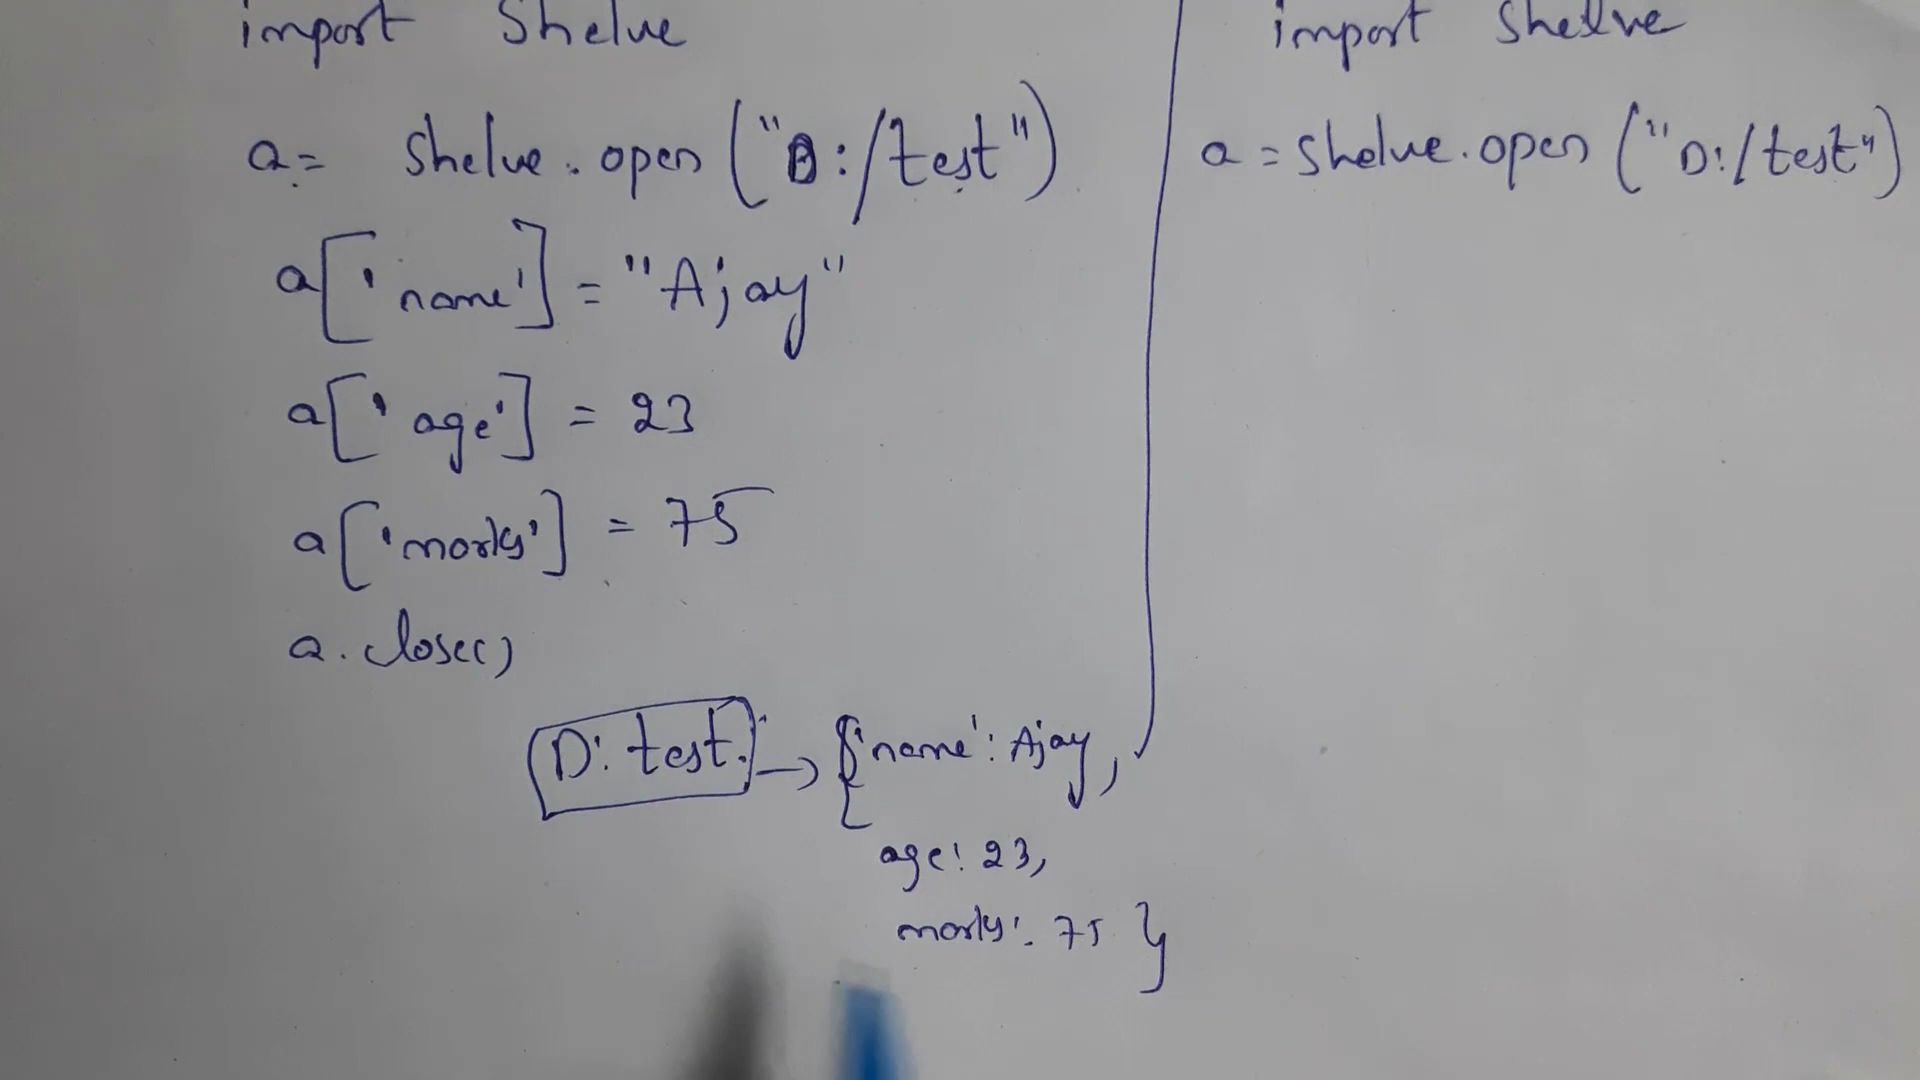 import Shelve
a= Shelve.open("D:/test")
a['name']="Ajay"
a['age'] = 23
a['marks'] = 75
a.close()
D: test. → {'name': Ajay,
age: 23,
marks: 75 }
import Shelve
a = Shelve.open ("D:/test")